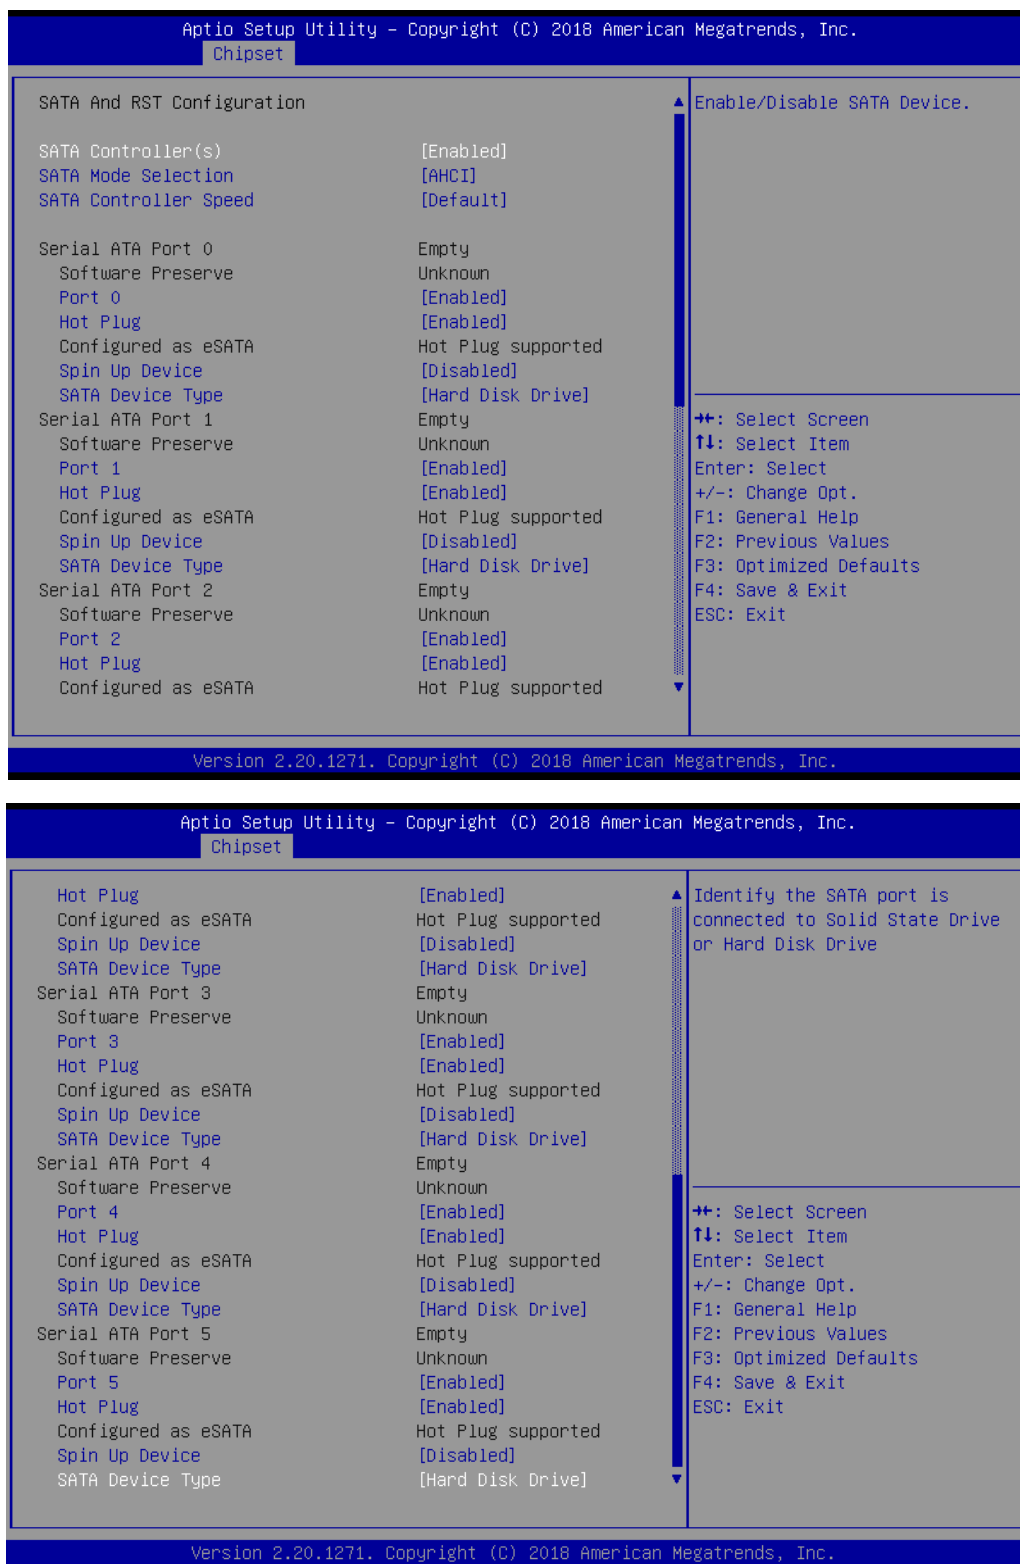 Aptio Setup Utility – Copyright (C) 2018 American Megatrends, Inc.
Chipset
SATA And RST Configuration
SATA Controller(s) [Enabled]
SATA Mode Selection [AHCI]
SATA Controller Speed [Default]
Serial ATA Port 0 Empty
Software Preserve Unknown
Port 0 [Enabled]
Hot Plug [Enabled]
Configured as eSATA Hot Plug supported
Spin Up Device [Disabled]
SATA Device Type [Hard Disk Drive]
Serial ATA Port 1 Empty
Software Preserve Unknown
Port 1 [Enabled]
Hot Plug [Enabled]
Configured as eSATA Hot Plug supported
Spin Up Device [Disabled]
SATA Device Type [Hard Disk Drive]
Serial ATA Port 2 Empty
Software Preserve Unknown
Port 2 [Enabled]
Hot Plug [Enabled]
Configured as eSATA Hot Plug supported
Enable/Disable SATA Device.
→←: Select Screen
↑↓: Select Item
Enter: Select
+/-: Change Opt.
F1: General Help
F2: Previous Values
F3: Optimized Defaults
F4: Save & Exit
ESC: Exit
Version 2.20.1271. Copyright (C) 2018 American Megatrends, Inc.
Aptio Setup Utility – Copyright (C) 2018 American Megatrends, Inc.
Chipset
Hot Plug [Enabled]
Configured as eSATA Hot Plug supported
Spin Up Device [Disabled]
SATA Device Type [Hard Disk Drive]
Serial ATA Port 3 Empty
Software Preserve Unknown
Port 3 [Enabled]
Hot Plug [Enabled]
Configured as eSATA Hot Plug supported
Spin Up Device [Disabled]
SATA Device Type [Hard Disk Drive]
Serial ATA Port 4 Empty
Software Preserve Unknown
Port 4 [Enabled]
Hot Plug [Enabled]
Configured as eSATA Hot Plug supported
Spin Up Device [Disabled]
SATA Device Type [Hard Disk Drive]
Serial ATA Port 5 Empty
Software Preserve Unknown
Port 5 [Enabled]
Hot Plug [Enabled]
Configured as eSATA Hot Plug supported
Spin Up Device [Disabled]
SATA Device Type [Hard Disk Drive]
Identify the SATA port is
connected to Solid State Drive
or Hard Disk Drive
→←: Select Screen
↑↓: Select Item
Enter: Select
+/-: Change Opt.
F1: General Help
F2: Previous Values
F3: Optimized Defaults
F4: Save & Exit
ESC: Exit
Version 2.20.1271. Copyright (C) 2018 American Megatrends, Inc.